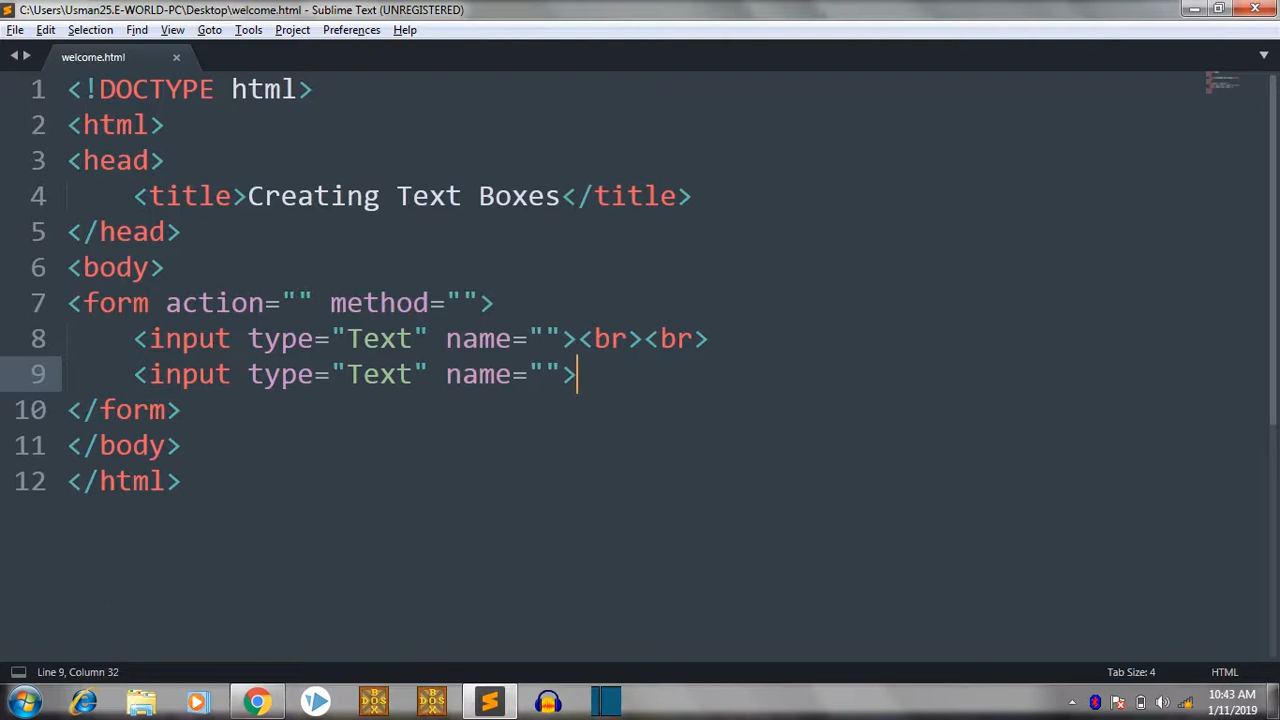 C:\Users\Usman25.E-WORLD-PC\Desktop\welcome.html - Sublime Text (UNREGISTERED)
File Edit Selection Find View Goto Tools Project Preferences Help
welcome.html
1 <!DOCTYPE html>
2 <html>
3 <head>
4 <title>Creating Text Boxes</title>
5 </head>
6 <body>
7 <form action="" method="">
8 <input type="Text" name=""><br><br>
9 <input type="Text" name="">
10 </form>
11 </body>
12 </html>
Line 9, Column 32
Tab Size: 4
HTML
B
DOS
X
B
DOS
X
10:43 AM
1/11/2019